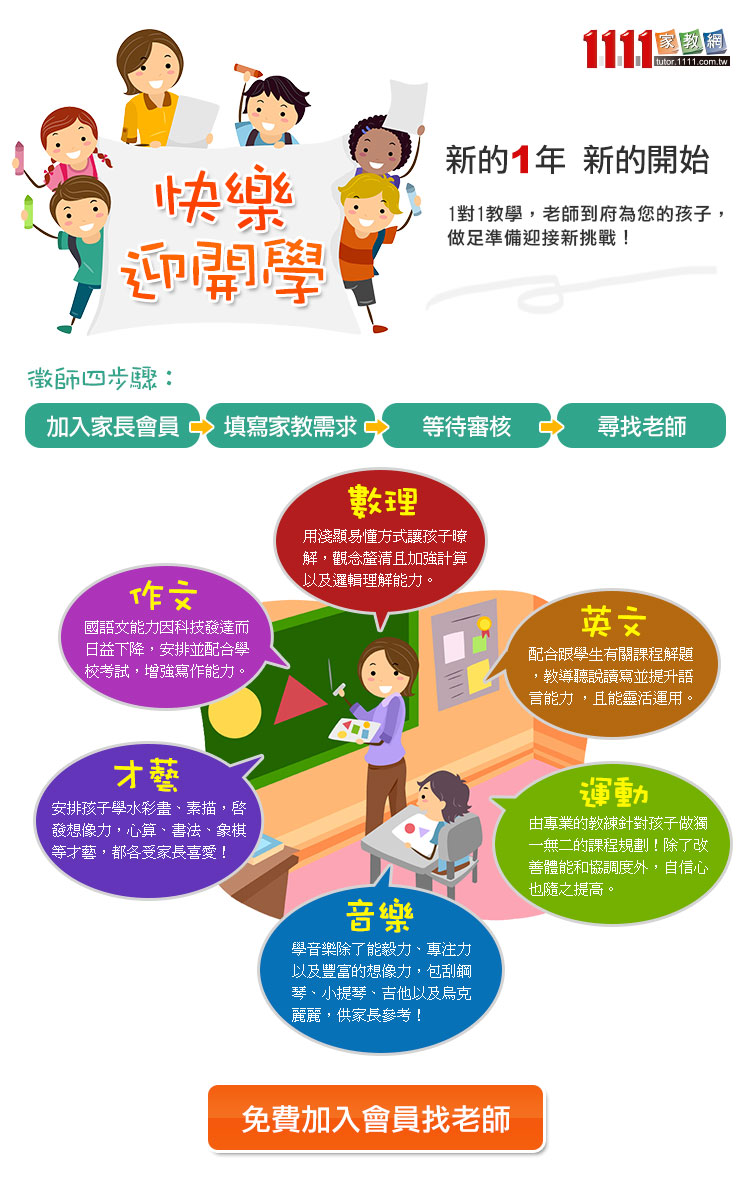 1111 家教網
tutor.1111.com.tw
快樂
迎開學
新的1年 新的開始
1對1教學，老師到府為您的孩子，
做足準備迎接新挑戰！
徵師四步驟：
加入家長會員
填寫家教需求
等待審核
尋找老師
數理
用淺顯易懂方式讓孩子瞭
解，觀念釐清且加強計算
以及邏輯理解能力。
作文
國語文能力因科技發達而
日益下降，安排並配合學
校考試，增強寫作能力。
英文
配合跟學生有關課程解題
，教導聽說讀寫並提升語
言能力 ，且能靈活運用。
才藝
安排孩子學水彩畫、素描，啓
發想像力，心算、書法、象棋
等才藝，都各受家長喜愛！
運動
由專業的教練針對孩子做獨
一無二的課程規劃！除了改
善體能和協調度外，自信心
也隨之提高。
音樂
學音樂除了能毅力、專注力
以及豐富的想像力，包刮鋼
琴、小提琴、吉他以及烏克
麗麗，供家長參考！
免費加入會員找老師